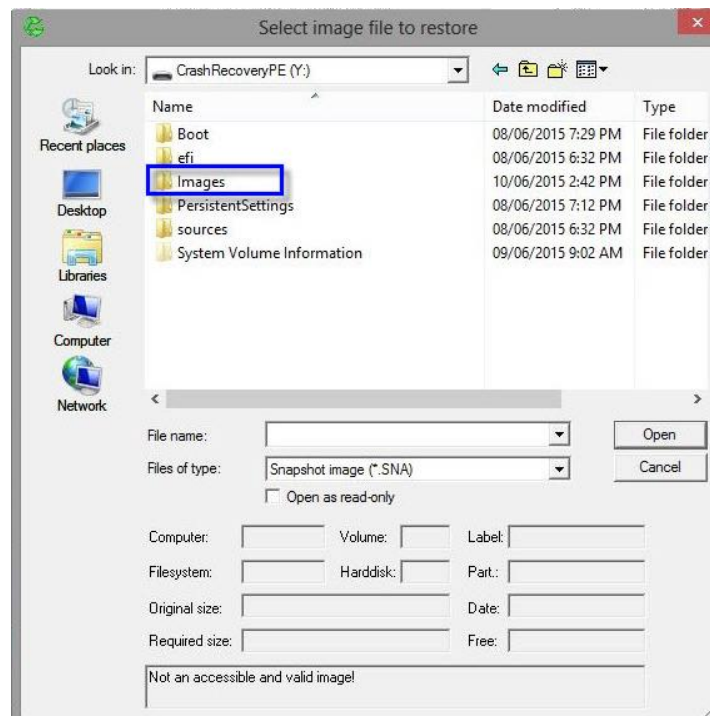 Select image file to restore
Look in: CrashRecoveryPE (Y:)
Name Date modified Type
Recent places
Desktop
Libraries
Computer
Network
Boot 08/06/2015 7:29 PM File folder
efi 08/06/2015 6:32 PM File folder
Images 10/06/2015 2:42 PM File folder
PersistentSettings 08/06/2015 7:12 PM File folder
sources 08/06/2015 6:32 PM File folder
System Volume Information 09/06/2015 9:02 AM File folder
File name: Open
Files of type: Snapshot image (*.SNA) Cancel
Open as read-only
Computer: Volume: Label:
Filesystem: Harddisk: Part.:
Original size: Date:
Required size: Free:
Not an accessible and valid image!